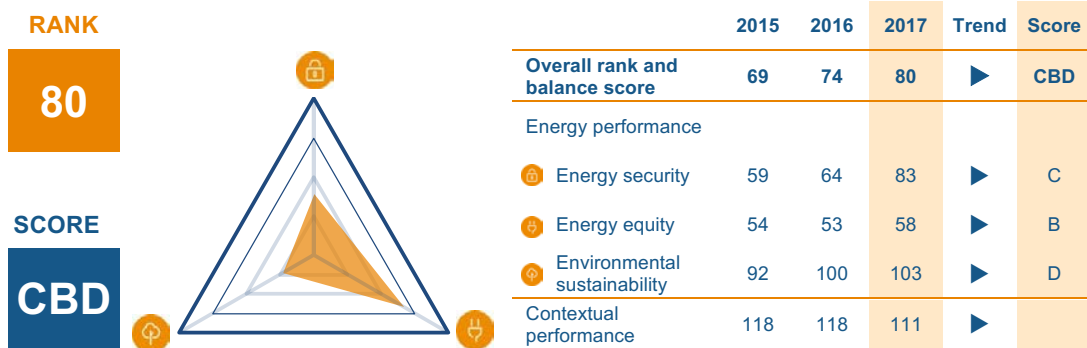 RANK
80
SCORE
CBD
2015 2016 2017 Trend Score
Overall rank and
balance score 69 74 80 ▶ CBD
Energy performance
Energy security 59 64 83 ▶ C
Energy equity 54 53 58 ▶ B
Environmental
sustainability 92 100 103 ▶ D
Contextual
performance 118 118 111 ▶